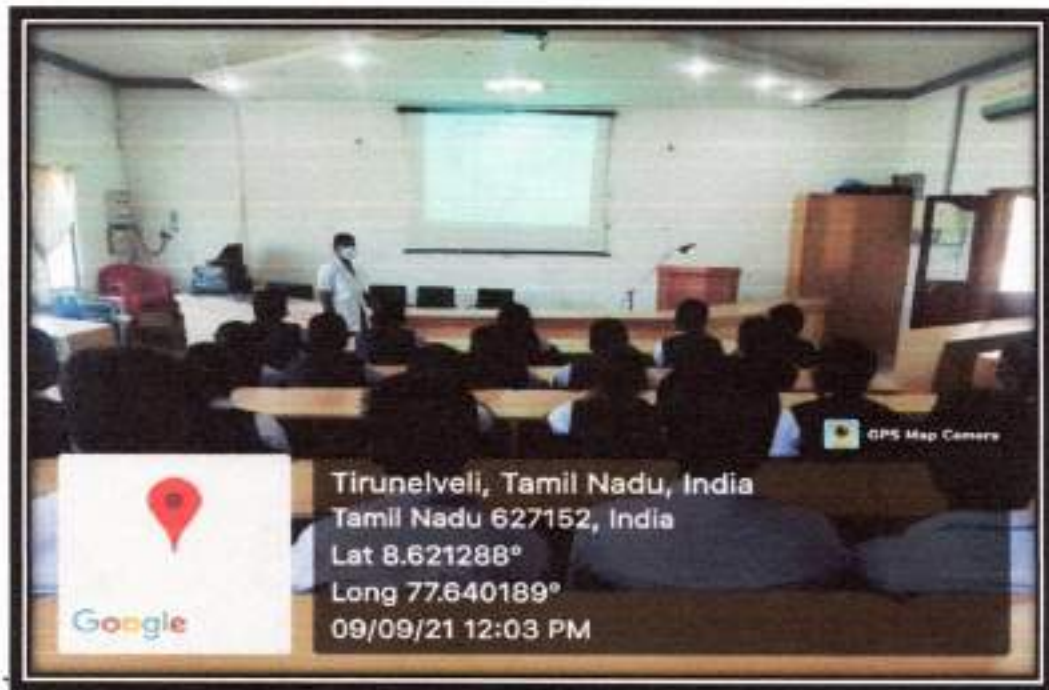 GPS Map Camera
Tirunelveli, Tamil Nadu, India
Tamil Nadu 627152, India
Lat 8.621288°
Long 77.640189°
09/09/21 12:03 PM
Google